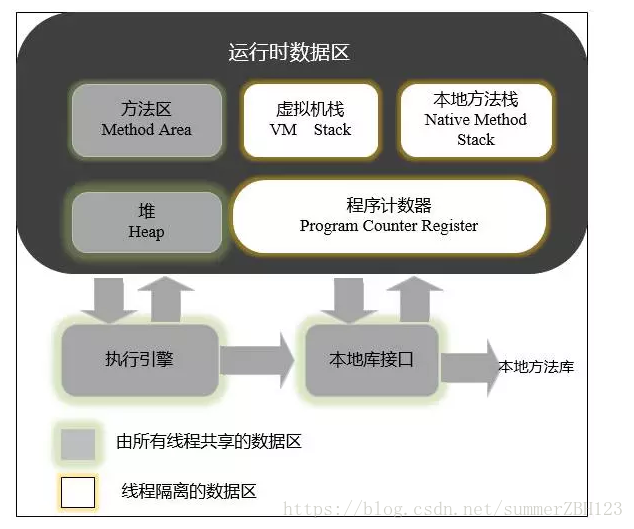 运行时数据区
方法区
Method Area
虚拟机栈
VM Stack
本地方法栈
Native Method
Stack
堆
Heap
程序计数器
Program Counter Register
执行引擎
本地库接口
本地方法库
由所有线程共享的数据区
线程隔离的数据区
https://blog.csdn.net/summerZBH123